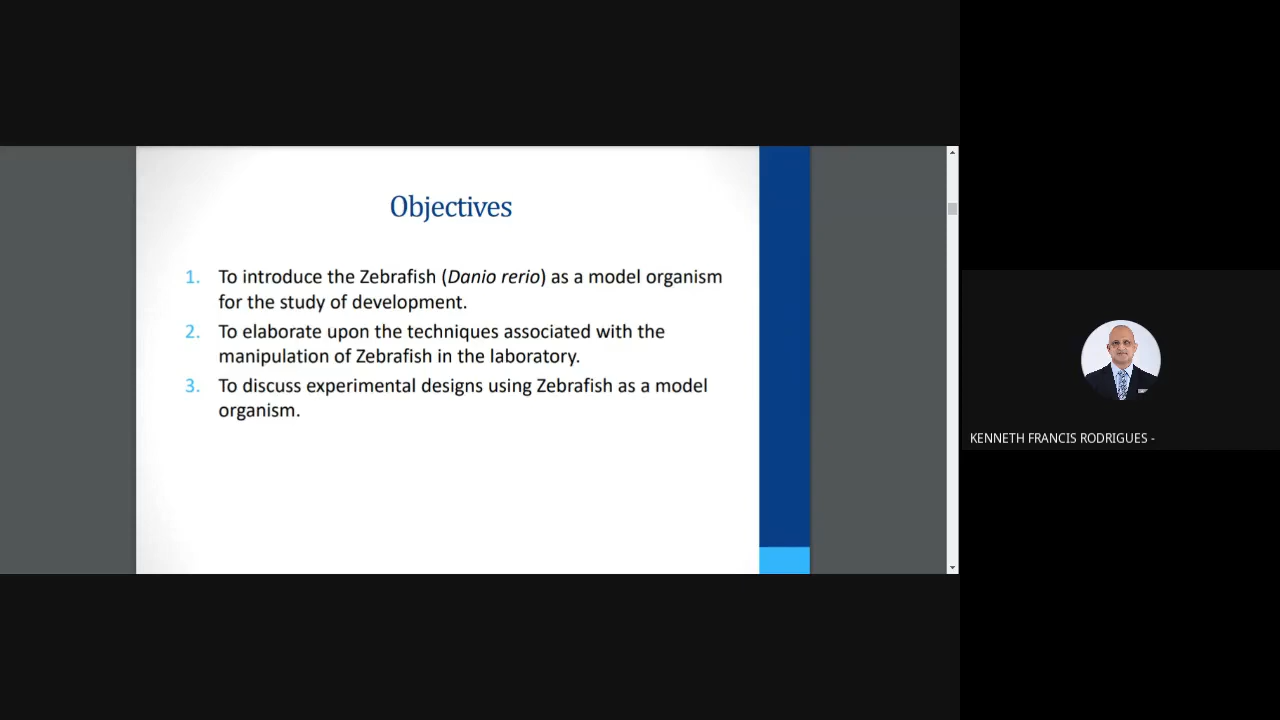 Objectives
1. To introduce the Zebrafish (Danio rerio) as a model organism
for the study of development.
2. To elaborate upon the techniques associated with the
manipulation of Zebrafish in the laboratory.
3. To discuss experimental designs using Zebrafish as a model
organism.
KENNETH FRANCIS RODRIGUES -